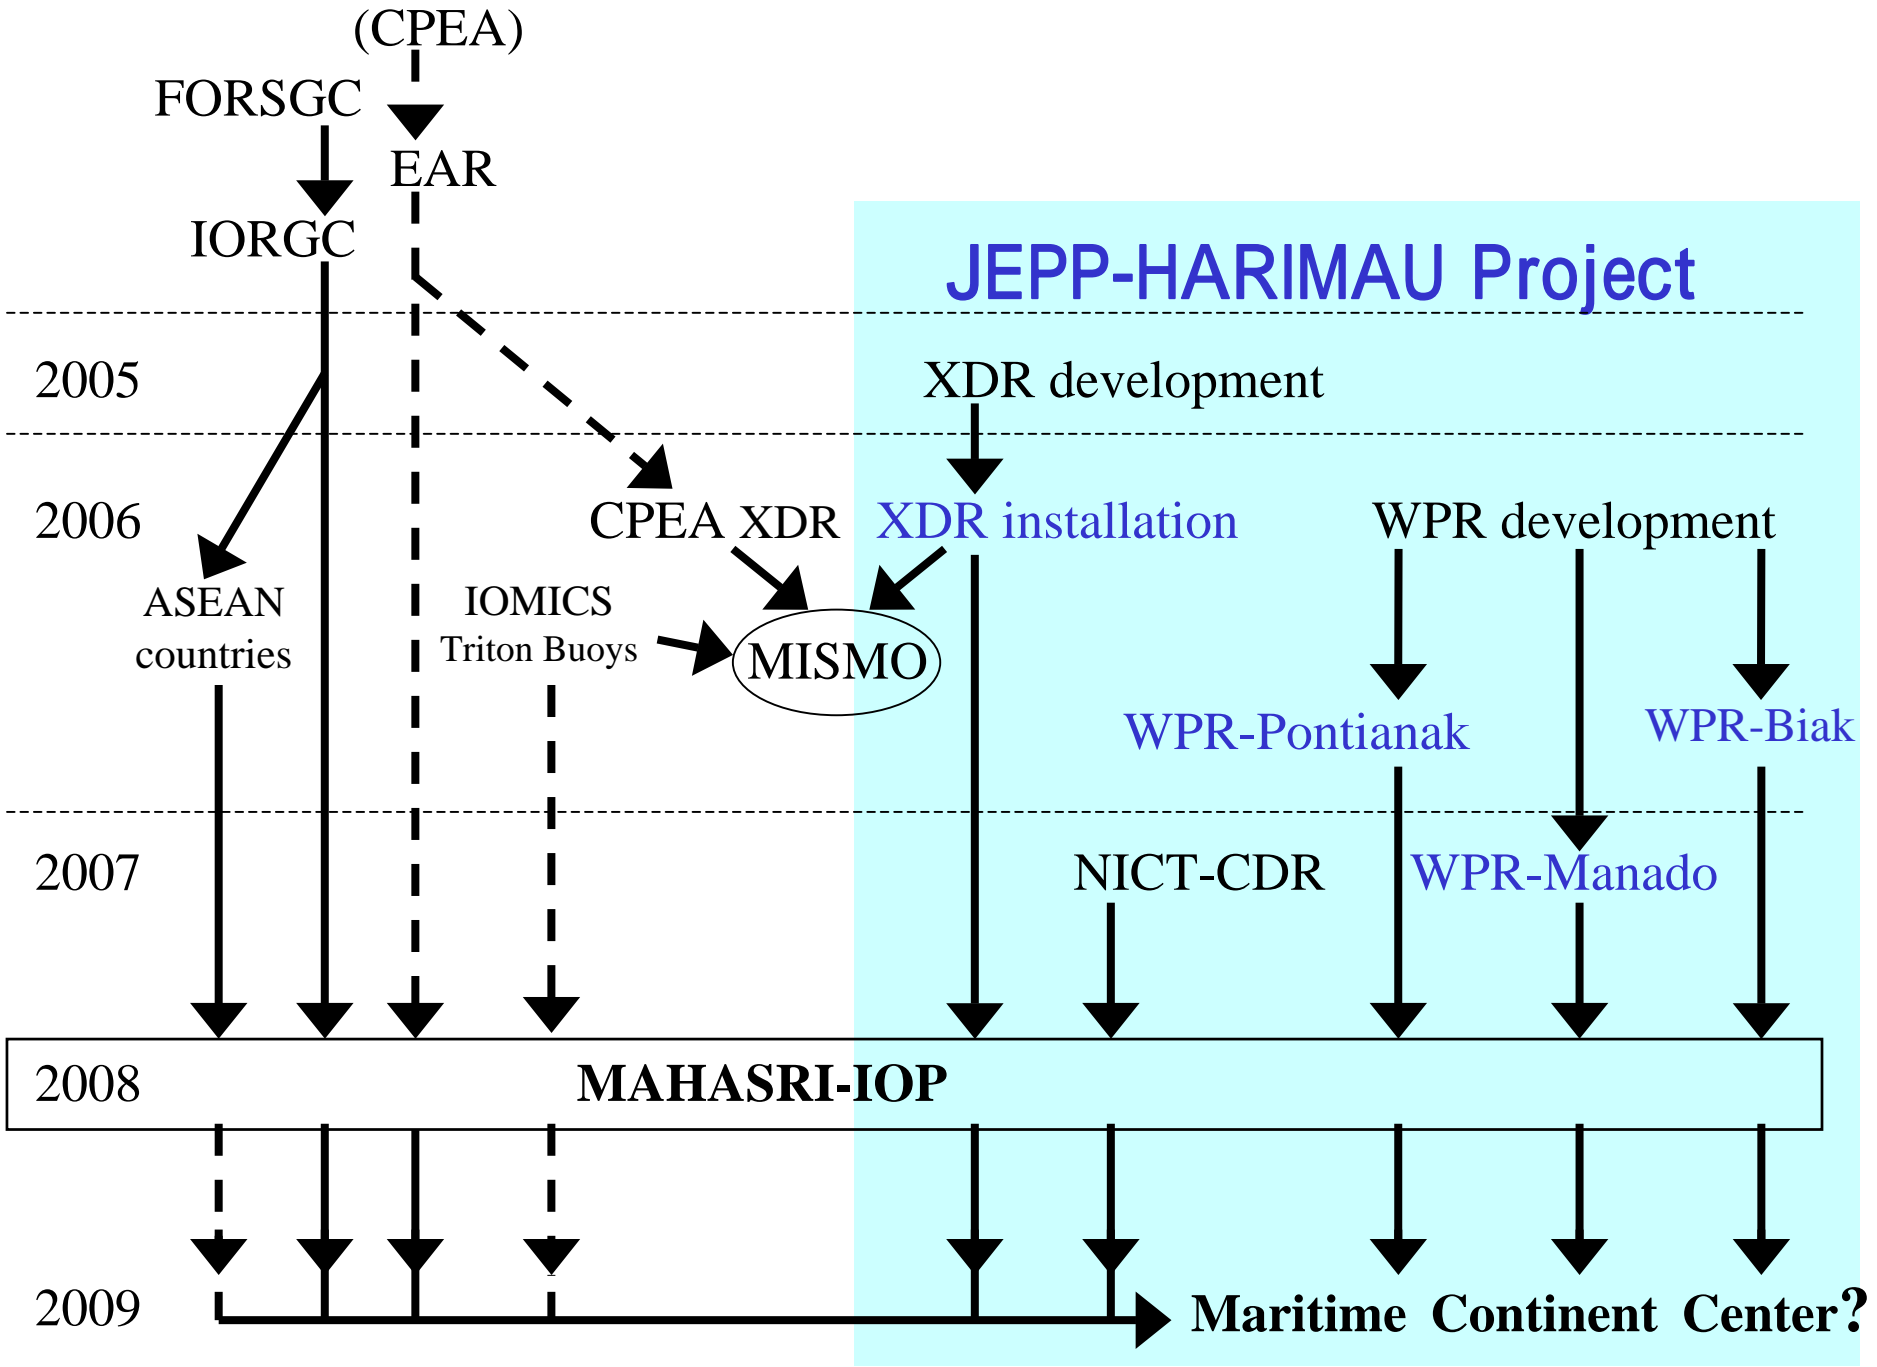 (CPEA)
FORSGC
EAR
IORGC
JEPP-HARIMAU Project
2005
XDR development
2006
CPEA XDR
XDR installation
WPR development
ASEAN
countries
IOMICS
Triton Buoys
MISMO
WPR-Pontianak
WPR-Biak
2007
NICT-CDR
WPR-Manado
2008
MAHASRI-IOP
2009
Maritime Continent Center?